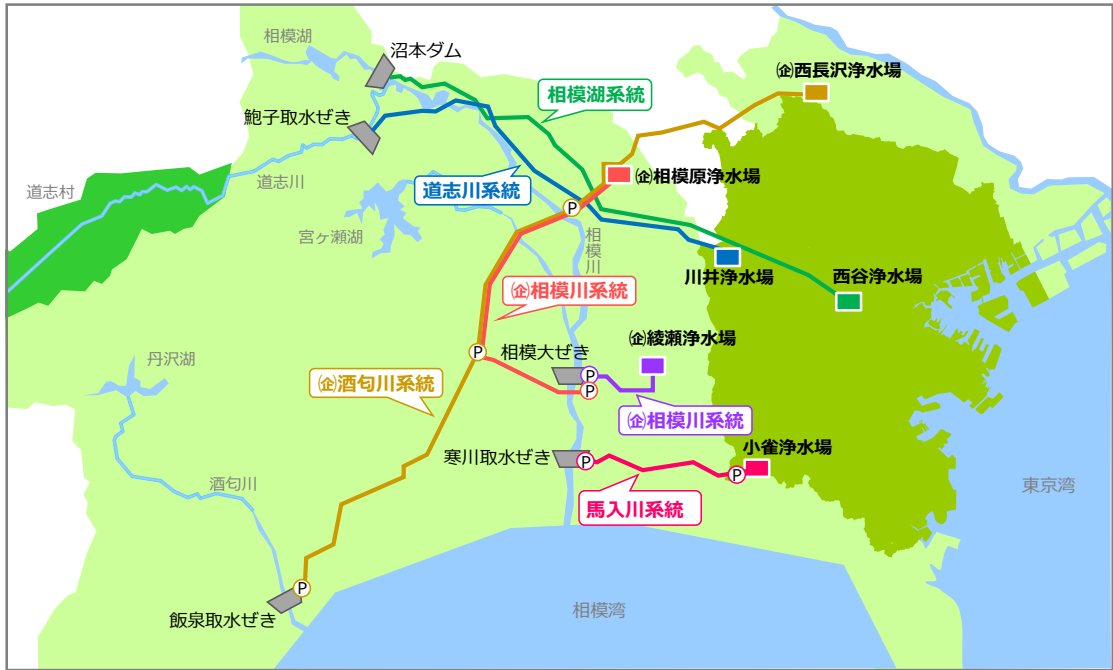 相模湖
沼本ダム
㋽西長沢浄水場
相模湖系統
鮑子取水ぜき
道志川
道志村
道志川系統
㋽相模原浄水場
P
宮ヶ瀬湖
相模川
川井浄水場
西谷浄水場
㋽相模川系統
P
相模大ぜき
㋽綾瀬浄水場
丹沢湖
㋽酒匂川系統
P
P
㋽相模川系統
小雀浄水場
寒川取水ぜき
P
P
酒匂川
馬入川系統
東京湾
P
飯泉取水ぜき
相模湾